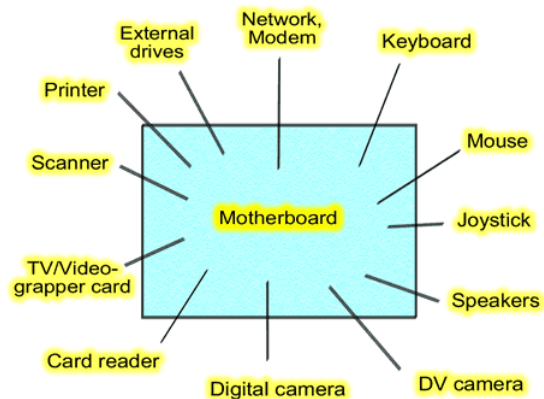 Network,
Modem
External
drives
Keyboard
Printer
Mouse
Scanner
Motherboard
Joystick
TV/Video-
grapper card
Speakers
Card reader
Digital camera
DV camera